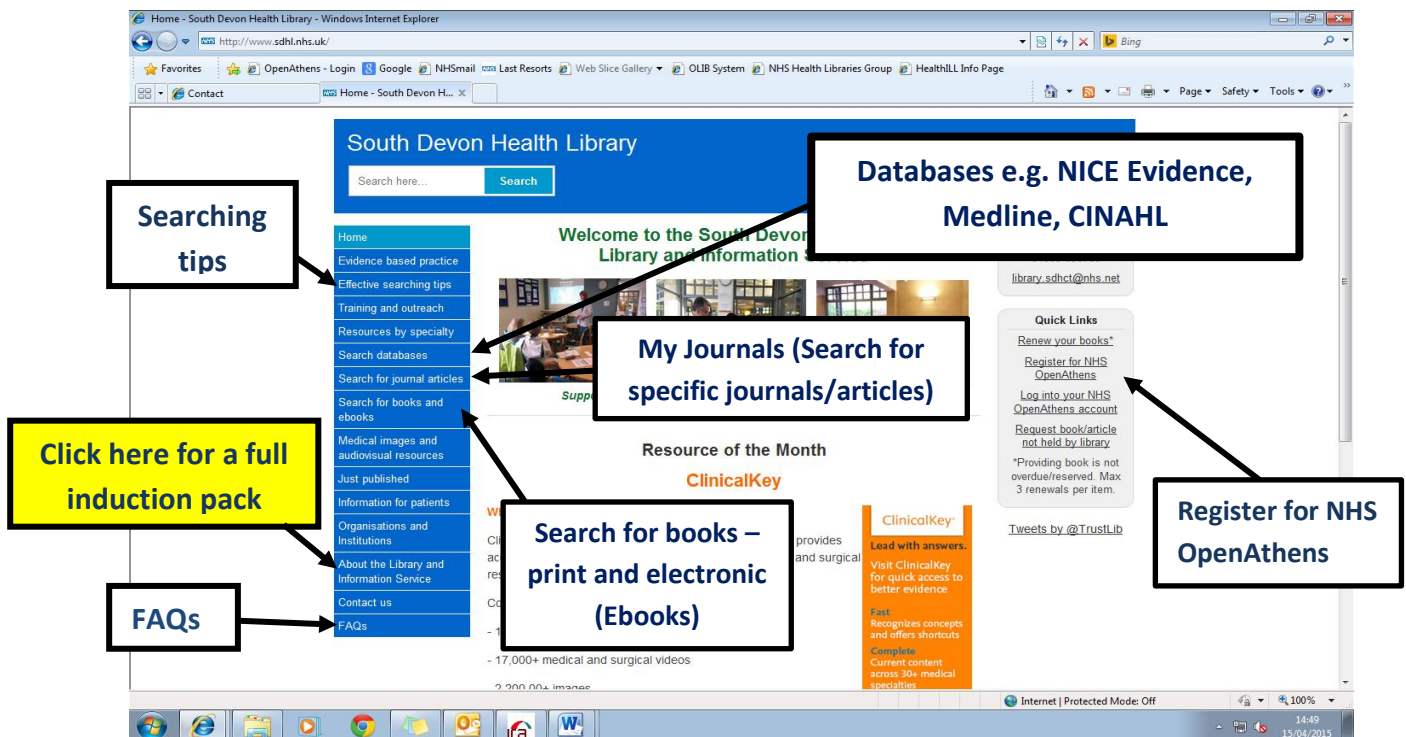 Home - South Devon Health Library - Windows Internet Explorer
http://www.sdhl.nhs.uk/
Bing
Favorites OpenAthens - Login Google NHSmail Last Resorts Web Slice Gallery OLIB System NHS Health Libraries Group HealthILL Info Page
Contact Home - South Devon H... Page Safety Tools
South Devon Health Library
Search here... Search
Databases e.g. NICE Evidence,
Medline, CINAHL
Searching
tips
Home
Evidence based practice
Effective searching tips
Training and outreach
Resources by specialty
Search databases
Search for journal articles
Search for books and
ebooks
Medical images and
audiovisual resources
Just published
Information for patients
Organisations and
Institutions
About the Library and
Information Service
Contact us
FAQs
Click here for a full
induction pack
FAQs
Welcome to the South Devon
Library and Information
My Journals (Search for
specific journals/articles)
Resource of the Month
ClinicalKey
provides
and surgical
Search for books –
print and electronic
(Ebooks)
- 17,000+ medical and surgical videos
2,200,00+ images
ClinicalKey
Lead with answers.
Visit ClinicalKey
for quick access to
better evidence
Fast
Recognizes concepts
and offers shortcuts
Complete
Current content
across 30+ medical
specialties
library.sdhct@nhs.net
Quick Links
Renew your books*
Register for NHS
OpenAthens
Log into your NHS
OpenAthens account
Request book/article
not held by library
*Providing book is not
overdue/reserved. Max
3 renewals per item.
Tweets by @TrustLib
Register for NHS
OpenAthens
Internet | Protected Mode: Off 100%
14:49
15/04/2015